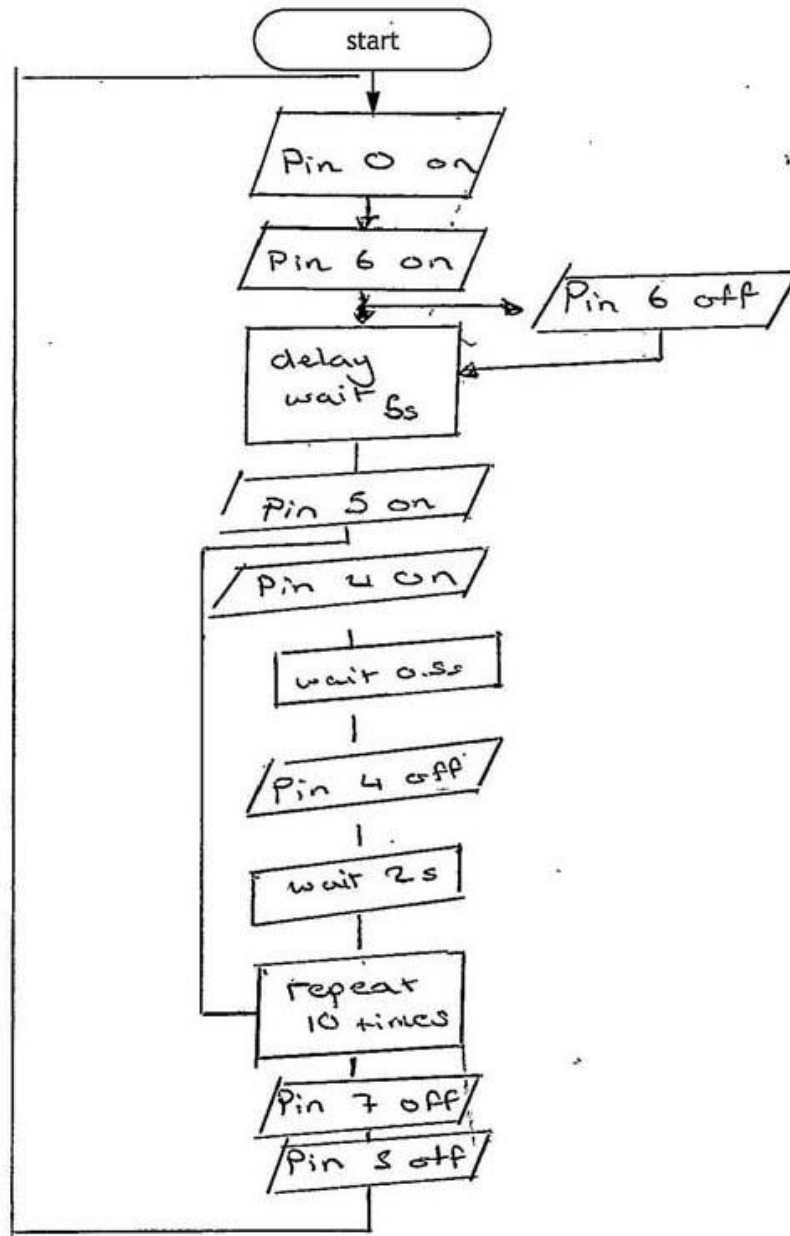 start
Pin 0 on
Pin 6 on
Pin 6 off
delay
wait 5s
Pin 5 on
Pin 4 on
wait 0.5s
Pin 4 off
wait 2s
repeat
10 times
Pin 7 off
Pin 5 off